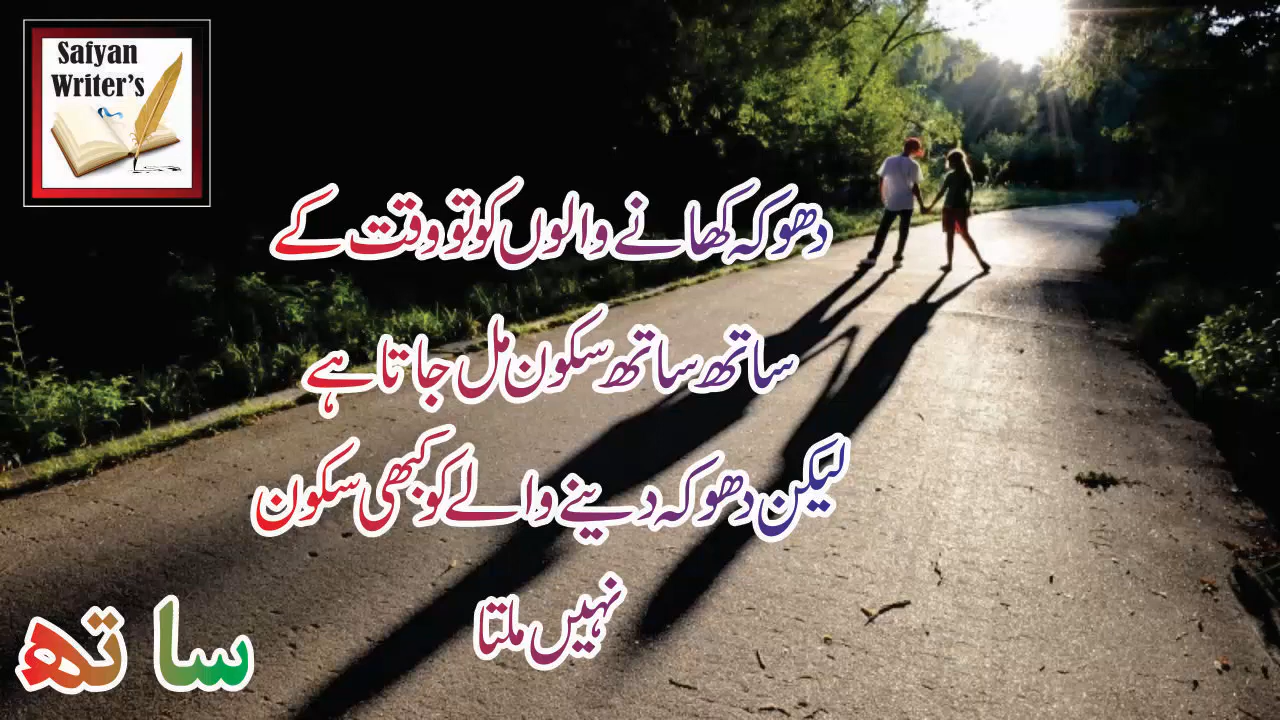 Safyan
Writer's
دھوکہ کھانے والوں کو تو وقت کے
ساتھ ساتھ سکون مل جاتا ہے
لیکن دھوکہ دینے والے کو کبھی سکون
نہیں ملتا
ساتھ